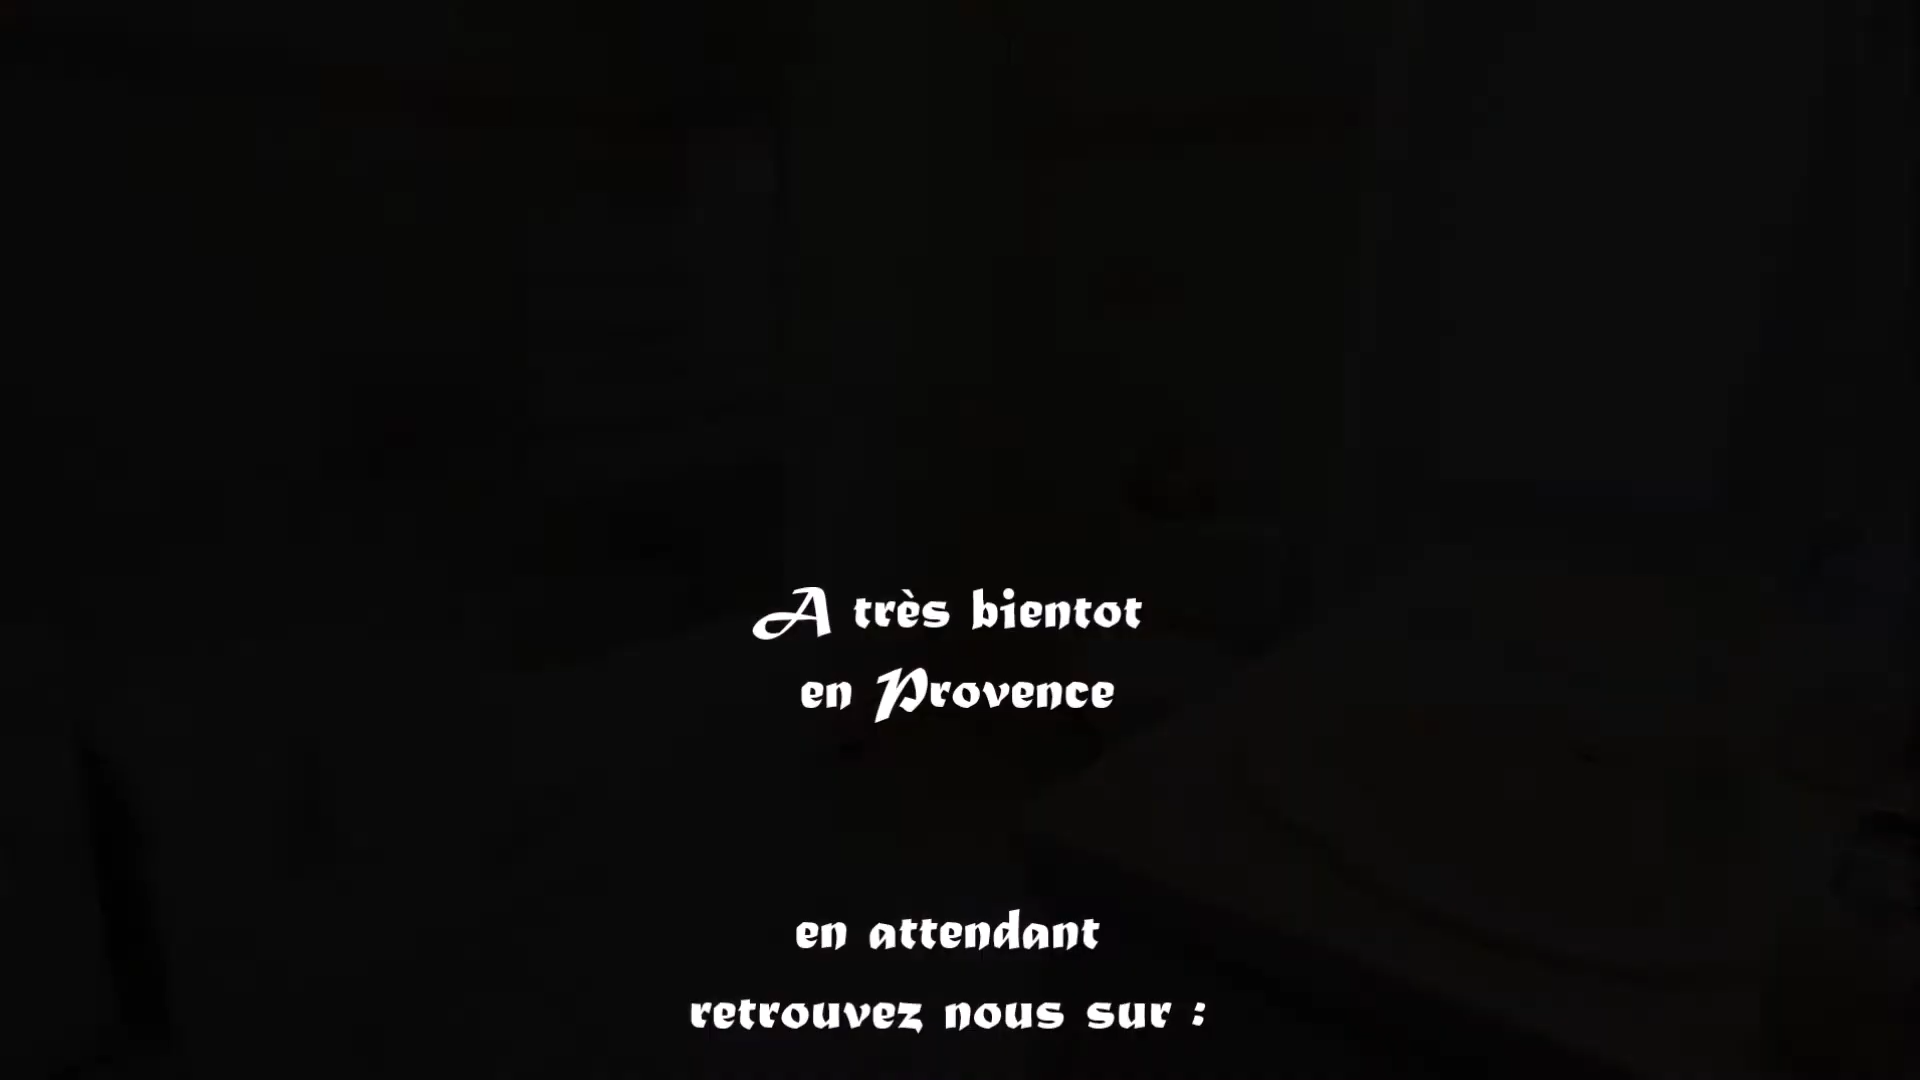 A très bientot
en Provence
en attendant
retrouvez nous sur :